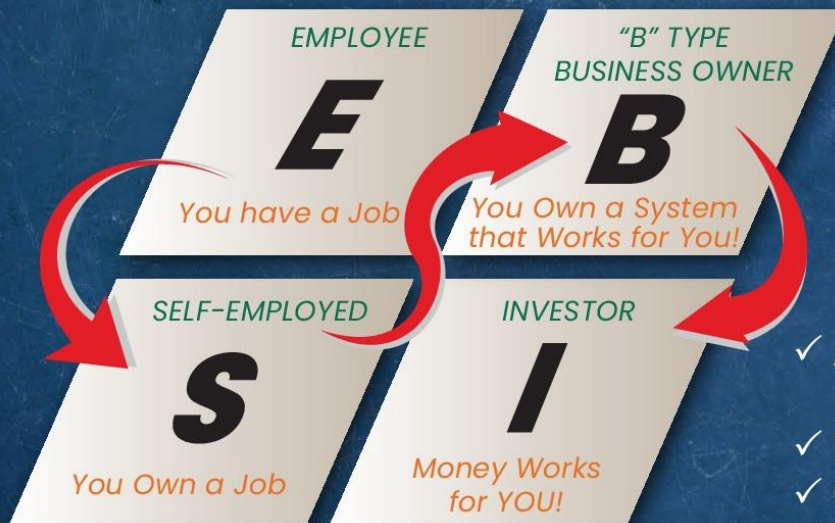 EMPLOYEE
E
You have a Job
"B" TYPE
BUSINESS OWNER
B
You Own a System
that Works for You!
SELF-EMPLOYED
S
You Own a Job
INVESTOR
I
Money Works
for YOU!
✓
✓
✓